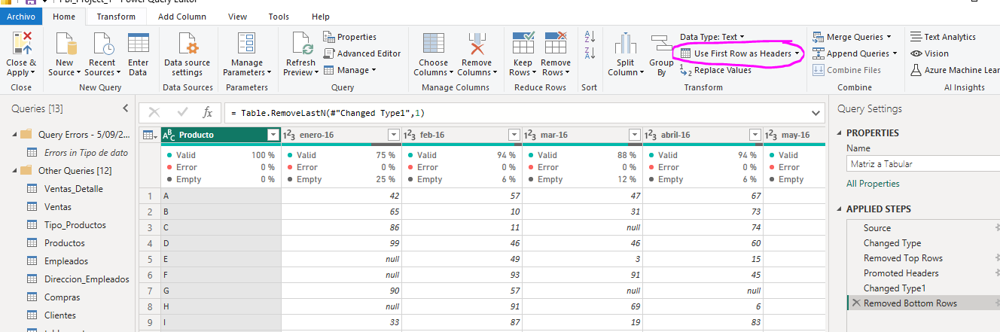 Power Query Editor
Archivo Home Transform Add Column View Tools Help
Close & Apply
New Source
Recent Sources
Enter Data
Data source settings
Manage Parameters
Refresh Preview
Properties
Advanced Editor
Manage
Choose Columns
Remove Columns
Keep Rows
Remove Rows
A Z
Z A
Split Column
Group By
Data Type: Text
Use First Row as Headers
1 2 Replace Values
Merge Queries
Append Queries
Combine Files
Text Analytics
Vision
Azure Machine Lear
Close New Query Data Sources Parameters Query Manage Columns Reduce Rows Sort Transform Combine AI Insights
Queries [13]
Query Errors - 5/09/2...
Errors in Tipo de dato
Other Queries [12]
Ventas_Detalle
Ventas
Tipo_Productos
Productos
Empleados
Direccion_Empleados
Compras
Clientes
fx = Table.RemoveLastN(#"Changed Type1",1)
ABC Producto 123 enero-16 123 feb-16 123 mar-16 123 abril-16 123 may-16
Valid 100 % Valid 75 % Valid 94 % Valid 88 % Valid 94 % Valid
Error 0 % Error 0 % Error 0 % Error 0 % Error 0 % Error
Empty 0 % Empty 25 % Empty 6 % Empty 12 % Empty 6 % Empty
1 A 42 57 47 67
2 B 65 10 31 73
3 C 86 11 null 74
4 D 99 46 46 60
5 E null 49 3 15
6 F null 93 91 45
7 G 90 57 null null
8 H null 91 69 6
9 I 33 87 19 83
Query Settings
PROPERTIES
Name
Matriz a Tabular
All Properties
APPLIED STEPS
Source
Changed Type
Removed Top Rows
Promoted Headers
Changed Type1
Removed Bottom Rows